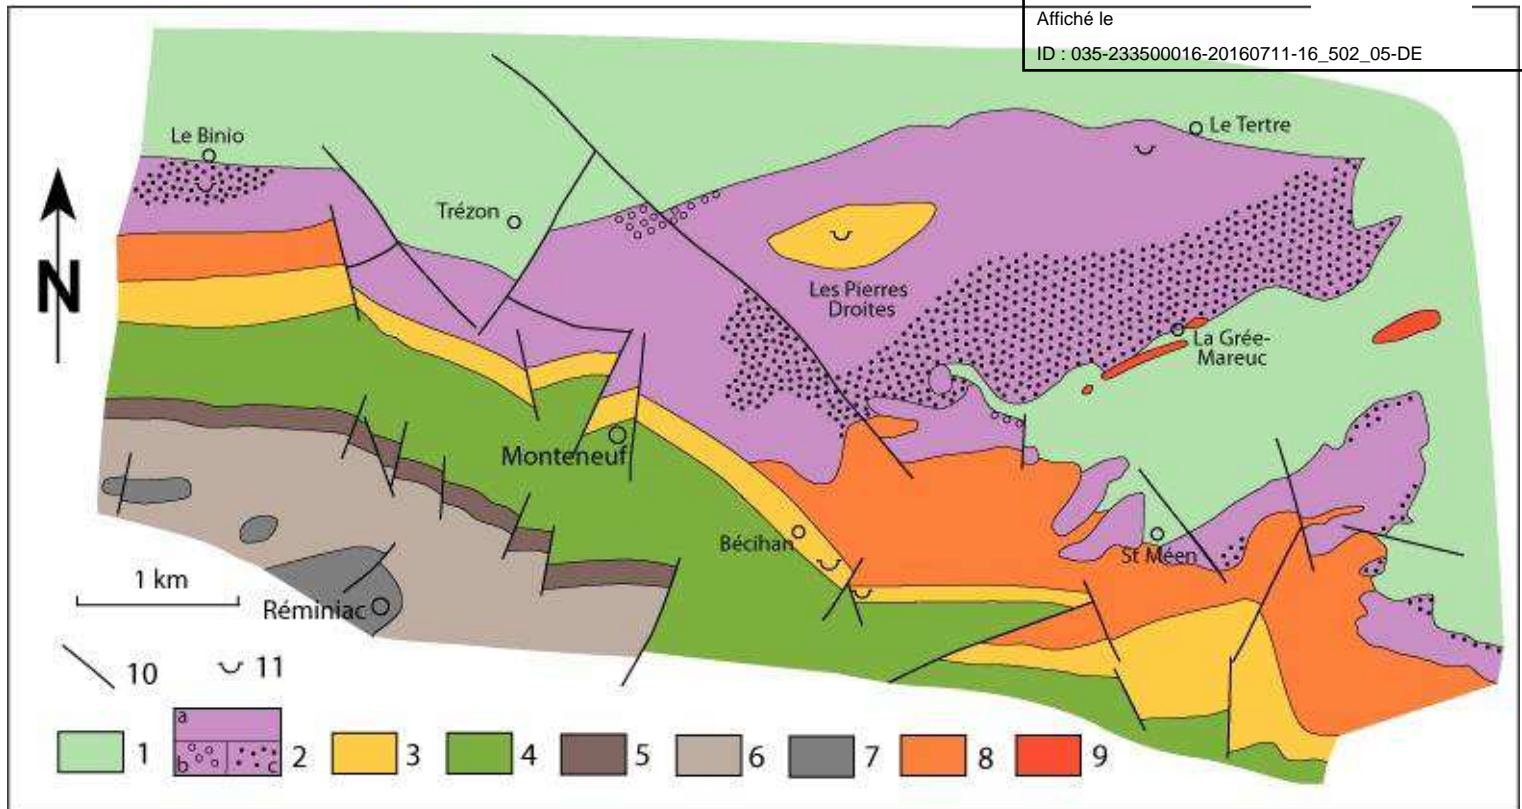 Affiché le
ID : 035-233500016-20160711-16_502_05-DE
Le Binio
Le Tertre
Trézon
N
Les Pierres
Droites
La Grée-
Mareuc
Monteneuf
Bécihan
St Méen
1 km
Réminiac
10
11
a
b
c
1
2
3
4
5
6
7
8
9